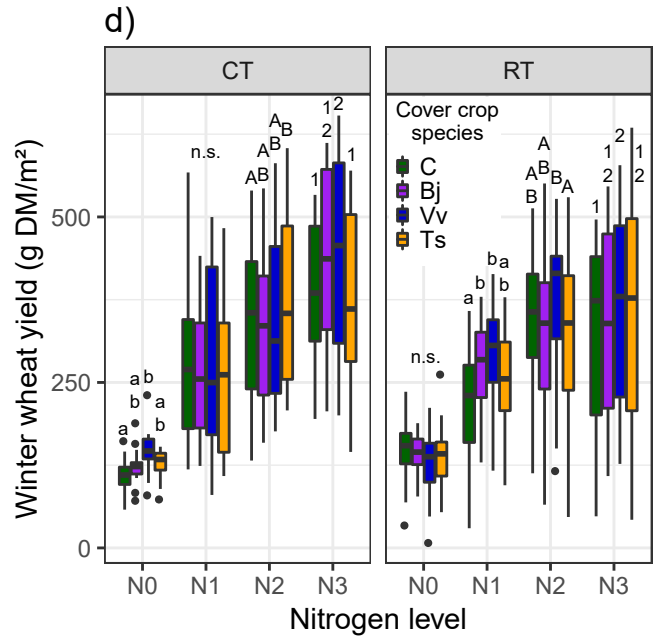 d)
CT
RT
Winter wheat yield (g DM/m²)
500
250
0
Cover crop
species
C
Bj
Vv
Ts
a
a
b
b
a
b
n.s.
A
A
B
A
B
B
1
1
2
2
1
n.s.
a
b
b
a
b
A
B
A
B
B
A
1
1
2
2
1
2
N0
N1
N2
N3
N0
N1
N2
N3
Nitrogen level